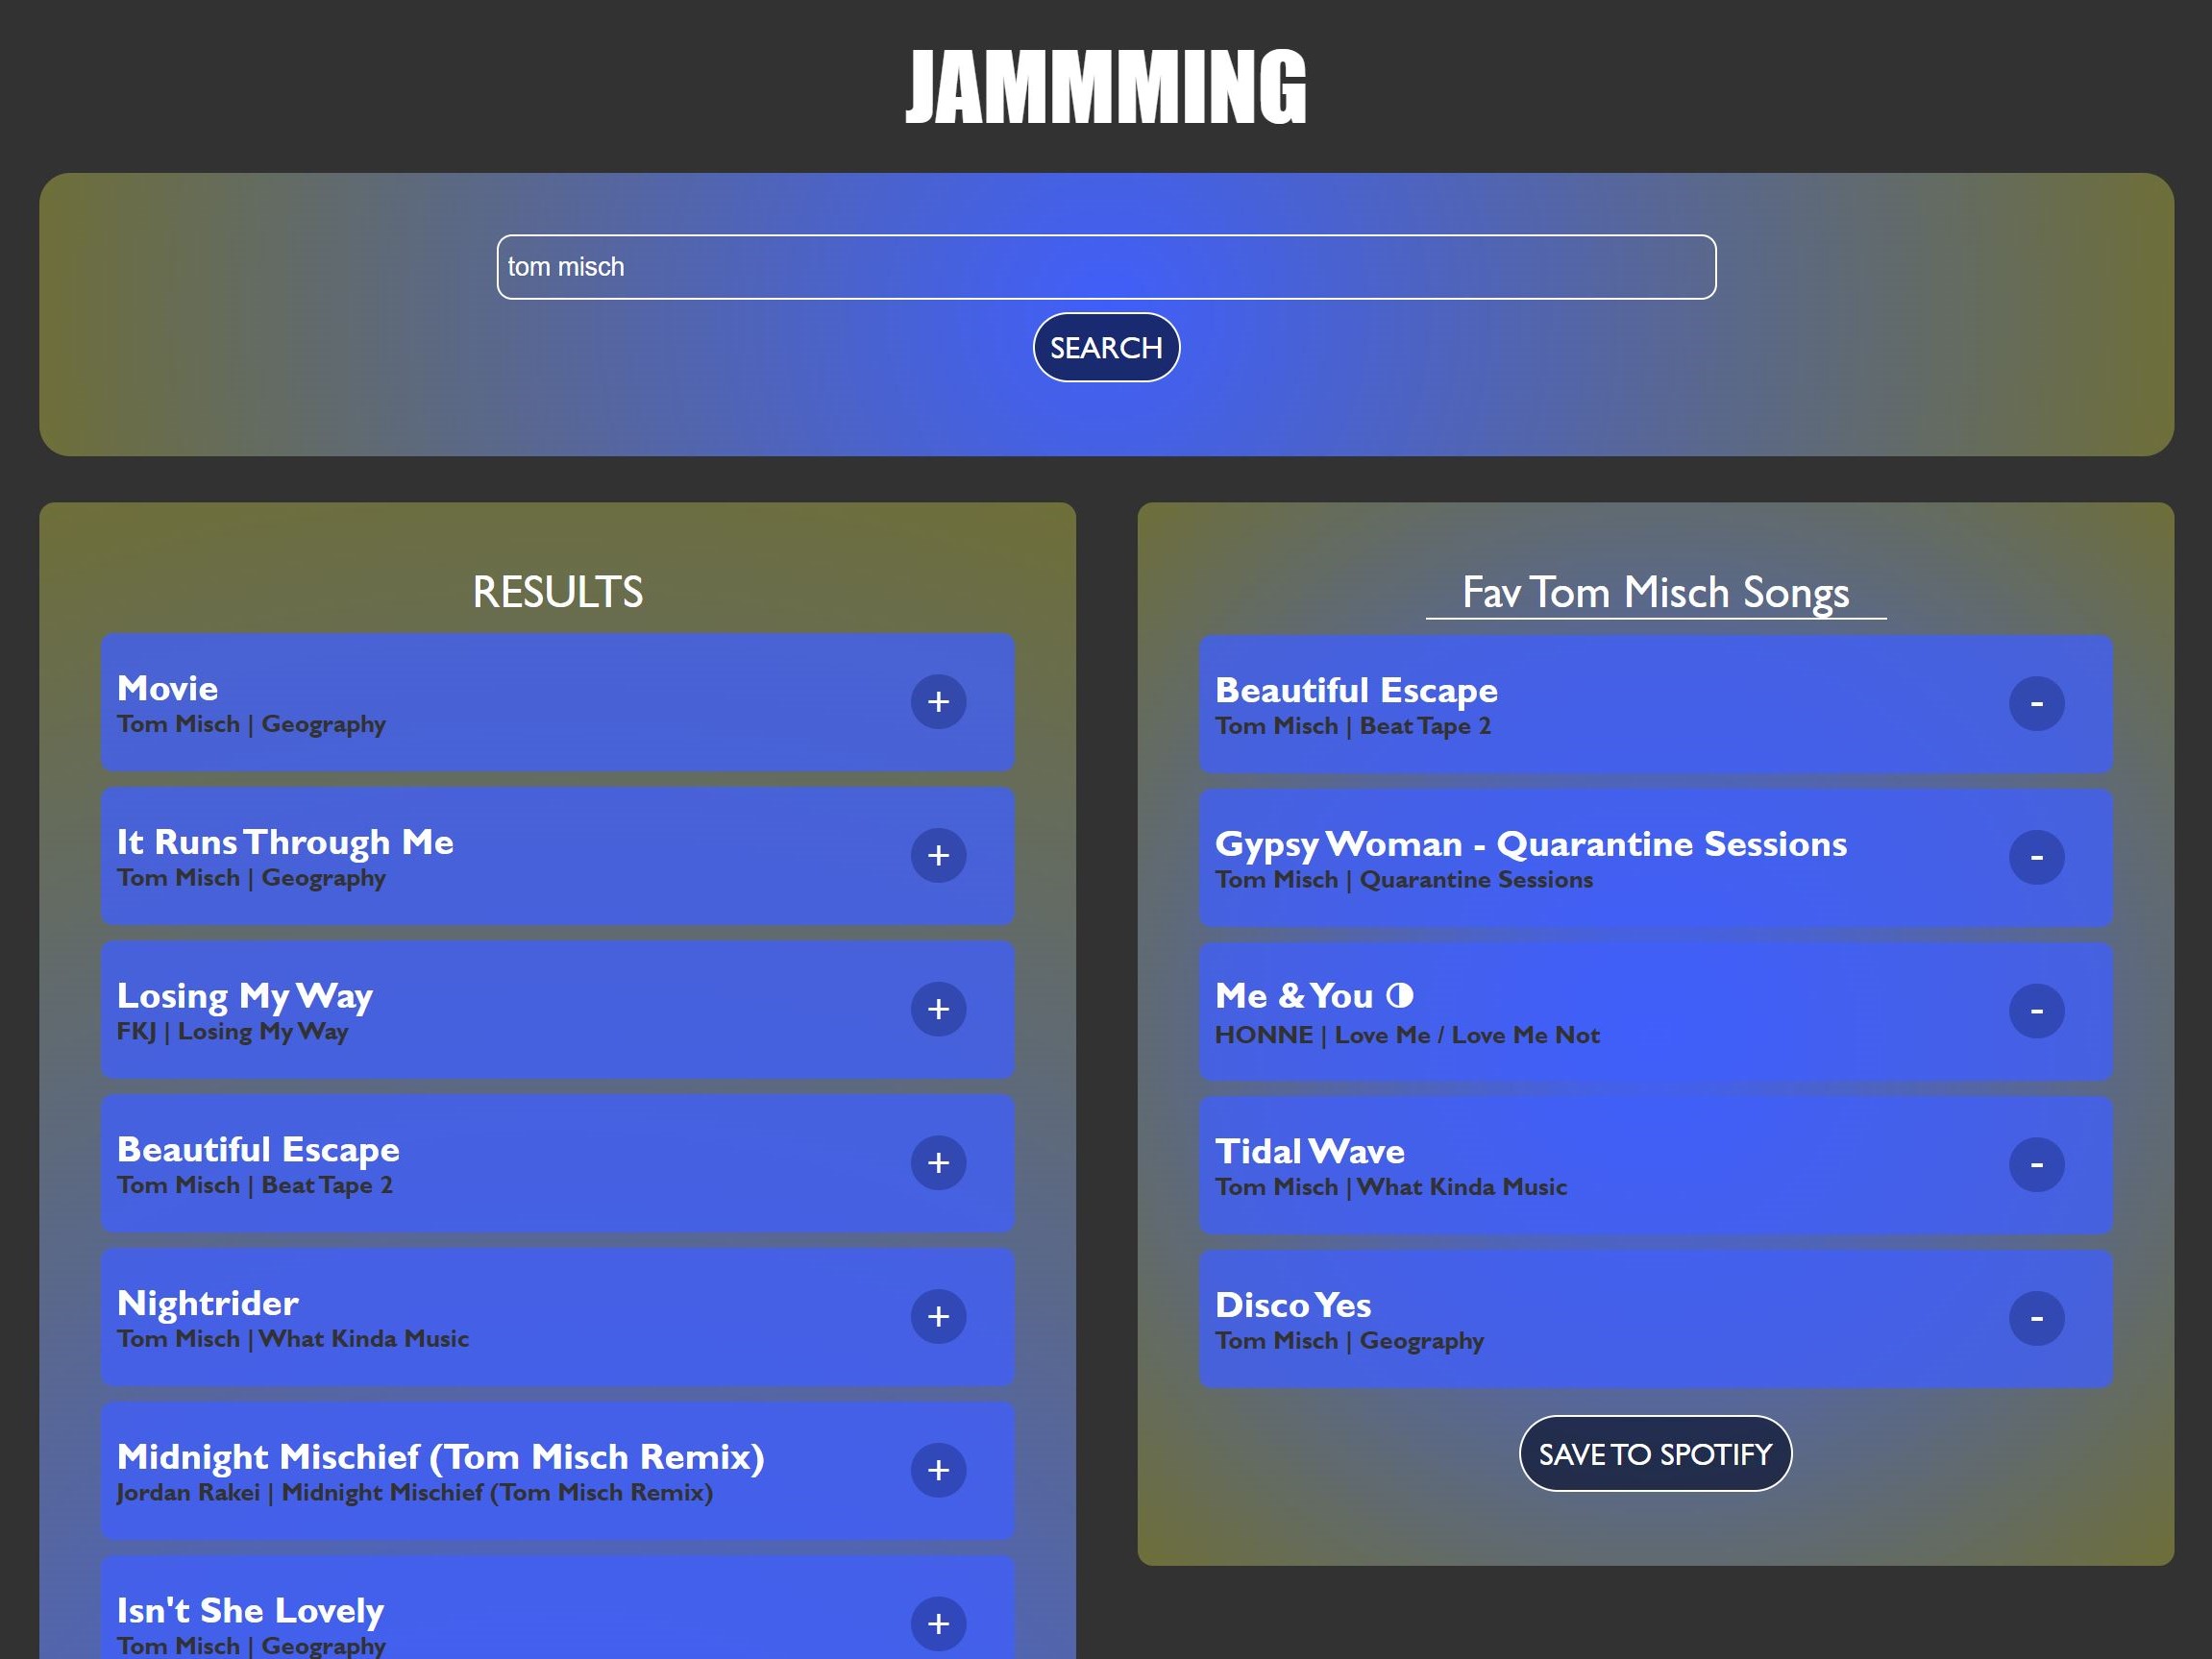 JAMMMING
tom misch
SEARCH
RESULTS
Movie
Tom Misch | Geography
+
It Runs Through Me
Tom Misch | Geography
+
Losing My Way
FKJ | Losing My Way
+
Beautiful Escape
Tom Misch | Beat Tape 2
+
Nightrider
Tom Misch | What Kinda Music
+
Midnight Mischief (Tom Misch Remix)
Jordan Rakei | Midnight Mischief (Tom Misch Remix)
+
Isn't She Lovely
Tom Misch | Geography
+
Fav Tom Misch Songs
Beautiful Escape
Tom Misch | Beat Tape 2
-
Gypsy Woman - Quarantine Sessions
Tom Misch | Quarantine Sessions
-
Me & You ◑
HONNE | Love Me / Love Me Not
-
Tidal Wave
Tom Misch | What Kinda Music
-
Disco Yes
Tom Misch | Geography
-
SAVE TO SPOTIFY